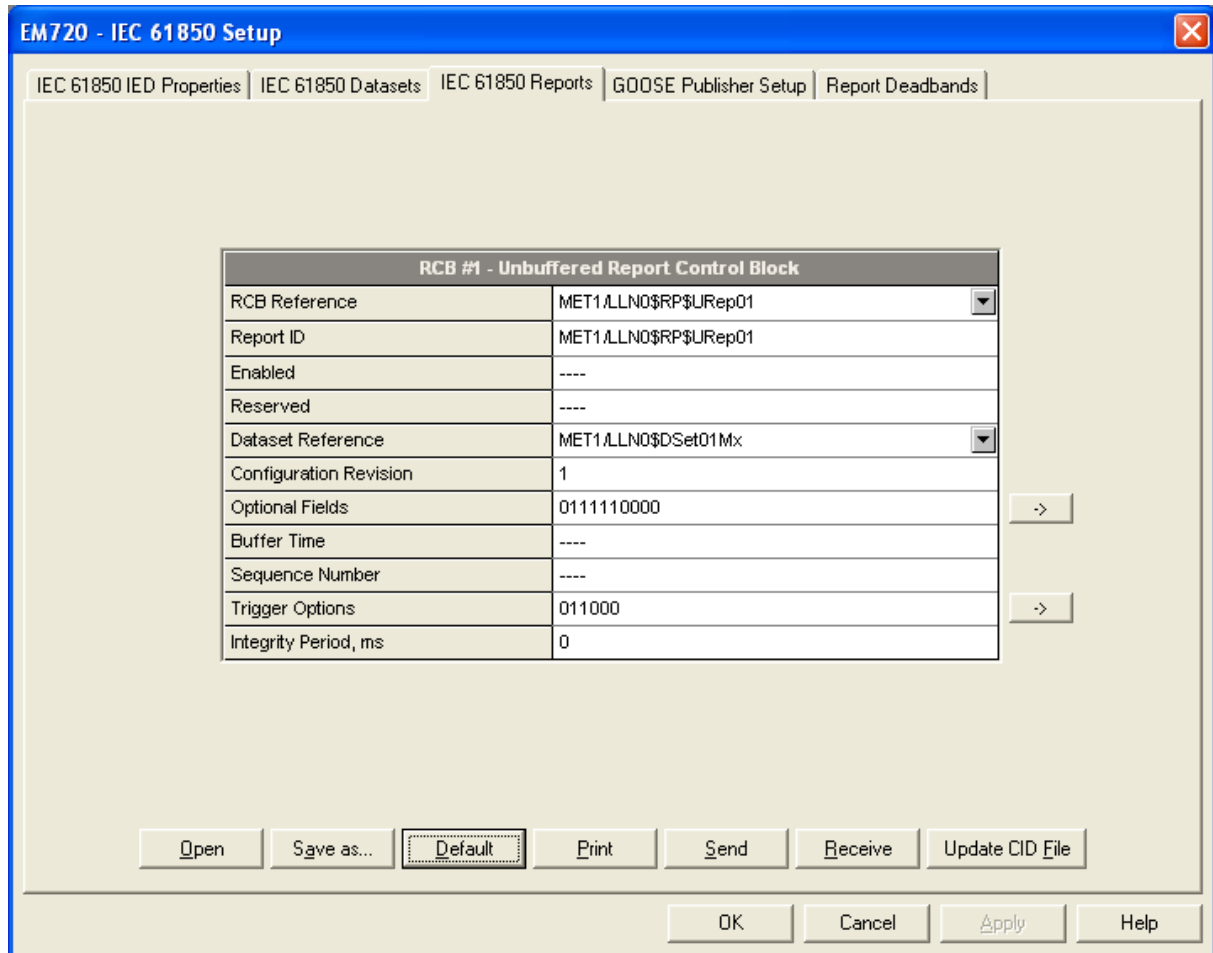 EM720 - IEC 61850 Setup
IEC 61850 IED Properties IEC 61850 Datasets IEC 61850 Reports GOOSE Publisher Setup Report Deadbands
RCB #1 - Unbuffered Report Control Block
RCB Reference MET1/LLN0$RP$URep01
Report ID MET1/LLN0$RP$URep01
Enabled ----
Reserved ----
Dataset Reference MET1/LLN0$DSet01Mx
Configuration Revision 1
Optional Fields 0111110000 ->
Buffer Time ----
Sequence Number ----
Trigger Options 011000 ->
Integrity Period, ms 0
Open Save as... Default Print Send Receive Update CID File
OK Cancel Apply Help